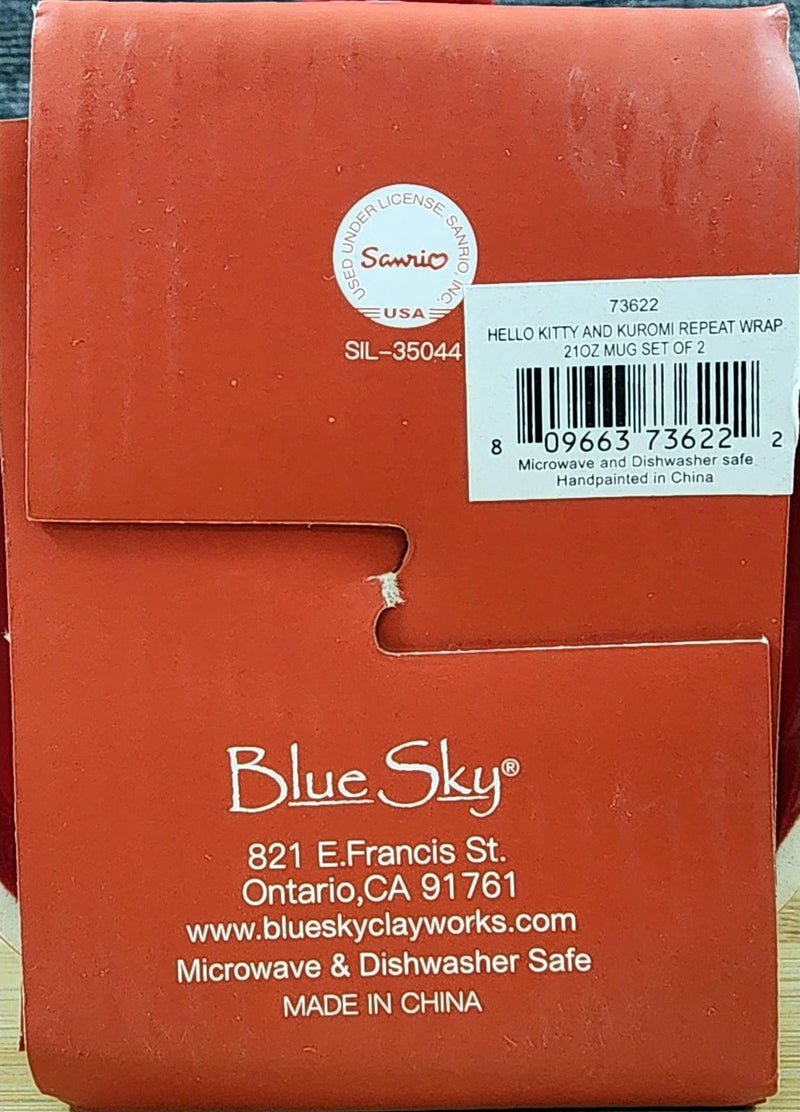 USED UNDER LICENSE, SANRIO, INC.
Sanrio
USA
SIL-35044
73622
HELLO KITTY AND KUROMI REPEAT WRAP
21OZ MUG SET OF 2
8 09663 73622 2
Microwave and Dishwasher safe
Handpainted in China
Blue Sky®
821 E.Francis St.
Ontario,CA 91761
www.blueskyclayworks.com
Microwave & Dishwasher Safe
MADE IN CHINA